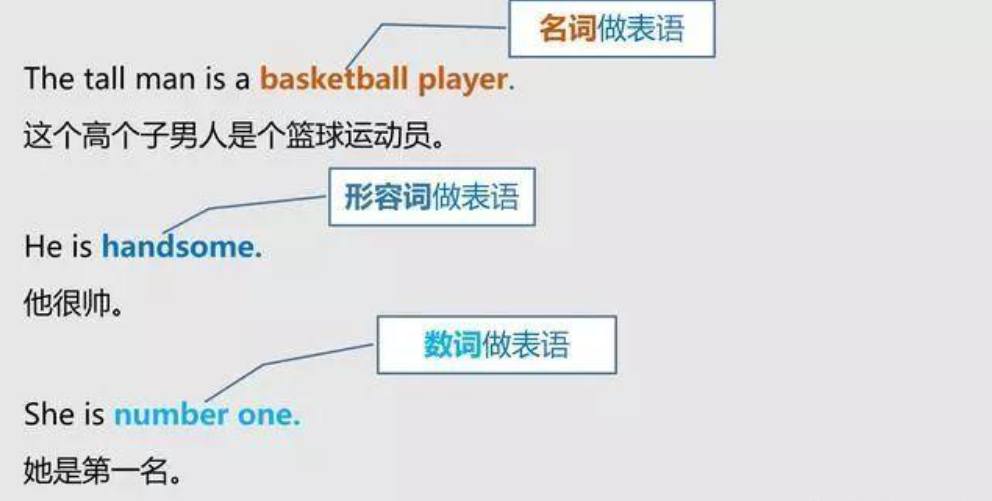 名词做表语
The tall man is a basketball player.
这个高个子男人是个篮球运动员。
形容词做表语
He is handsome.
他很帅。
数词做表语
She is number one.
她是第一名。